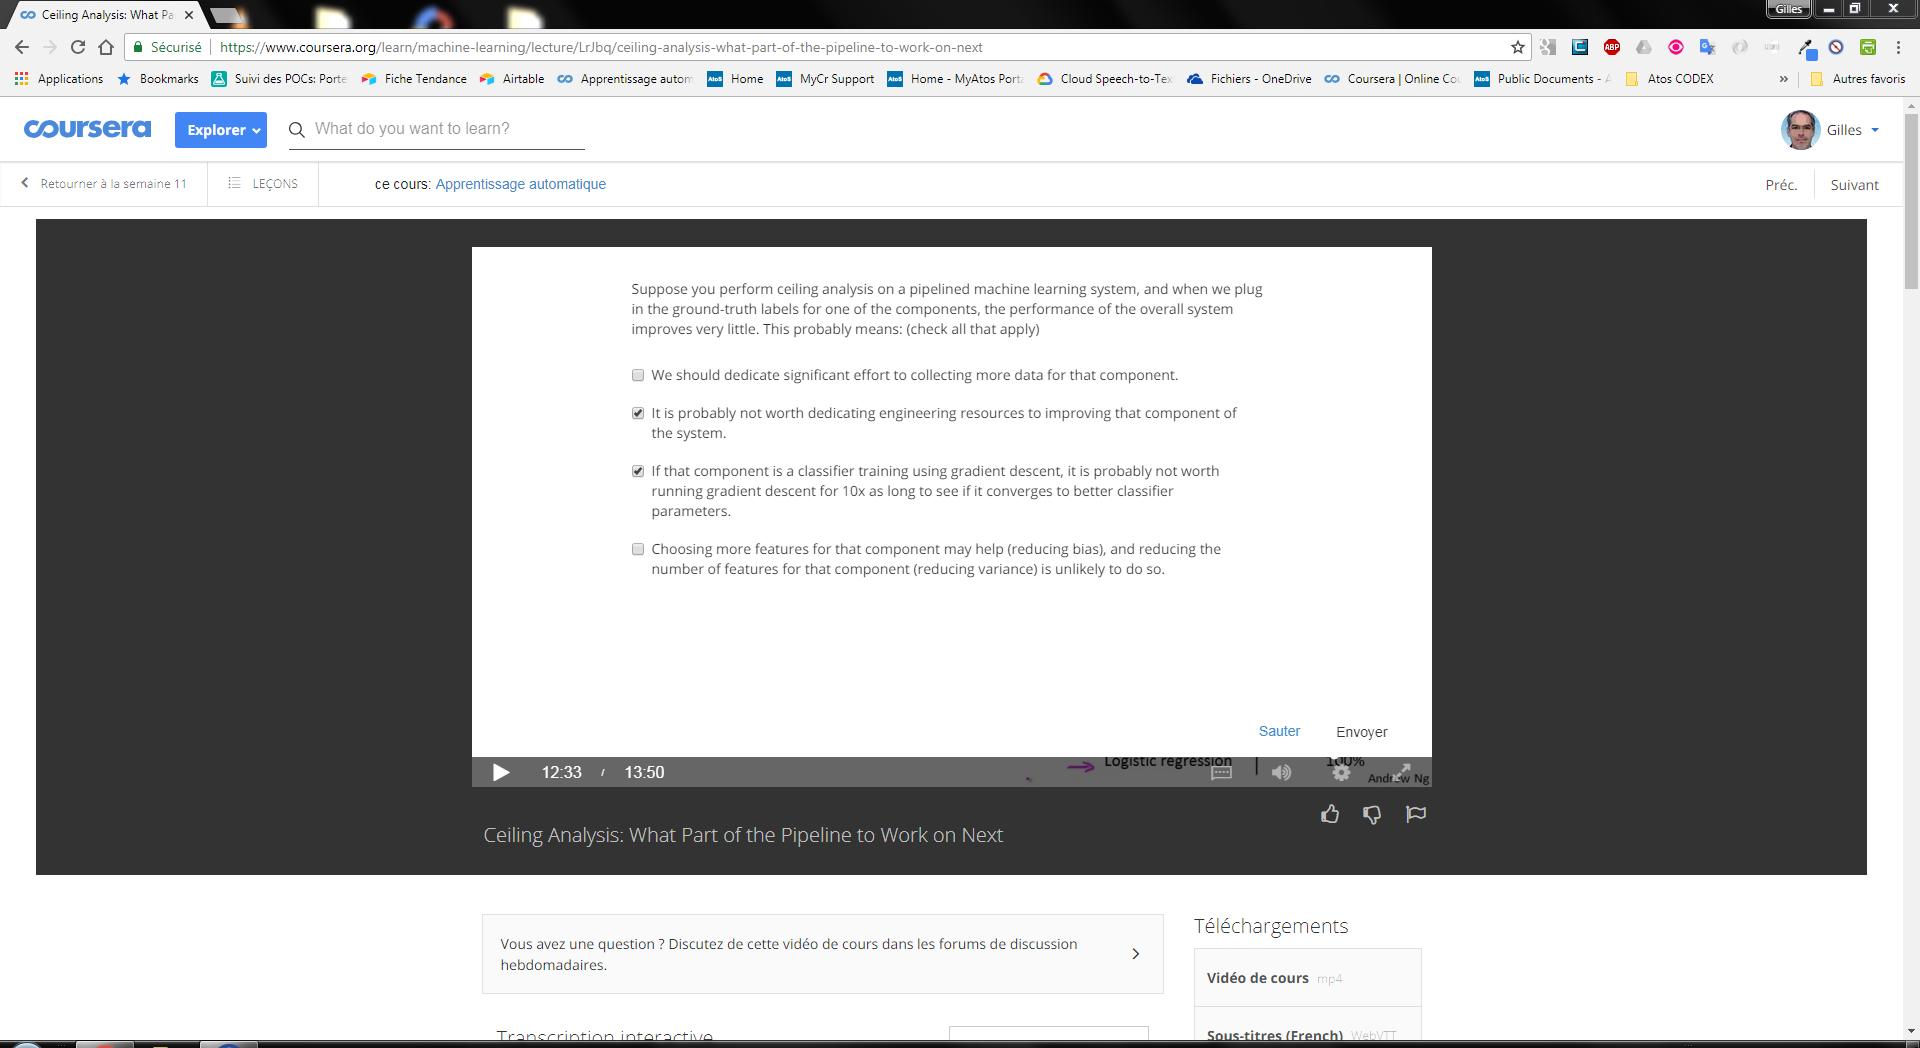 Ceiling Analysis: What Pa
Gilles
Sécurisé
https://www.coursera.org/learn/machine-learning/lecture/LrJbq/ceiling-analysis-what-part-of-the-pipeline-to-work-on-next
ABP
Applications
Bookmarks
Suivi des POCs: Porte
Fiche Tendance
Airtable
Apprentissage autom
Home
MyCr Support
Home - MyAtos Porta
Cloud Speech-to-Tex
Fichiers - OneDrive
Coursera | Online Co
Public Documents - A
Atos CODEX
»
Autres favoris
coursera
Explorer
What do you want to learn?
Gilles
Retourner à la semaine 11
LEÇONS
ce cours: Apprentissage automatique
Préc.
Suivant
Suppose you perform ceiling analysis on a pipelined machine learning system, and when we plug
in the ground-truth labels for one of the components, the performance of the overall system
improves very little. This probably means: (check all that apply)
We should dedicate significant effort to collecting more data for that component.
It is probably not worth dedicating engineering resources to improving that component of
the system.
If that component is a classifier training using gradient descent, it is probably not worth
running gradient descent for 10x as long to see if it converges to better classifier
parameters.
Choosing more features for that component may help (reducing bias), and reducing the
number of features for that component (reducing variance) is unlikely to do so.
Sauter
Envoyer
Logistic regression
100%
12:33 / 13:50
Andrew Ng
Ceiling Analysis: What Part of the Pipeline to Work on Next
Vous avez une question ? Discutez de cette vidéo de cours dans les forums de discussion
hebdomadaires.
Téléchargements
Vidéo de cours mp4
Transcription interactive
Sous-titres (French) WebVTT